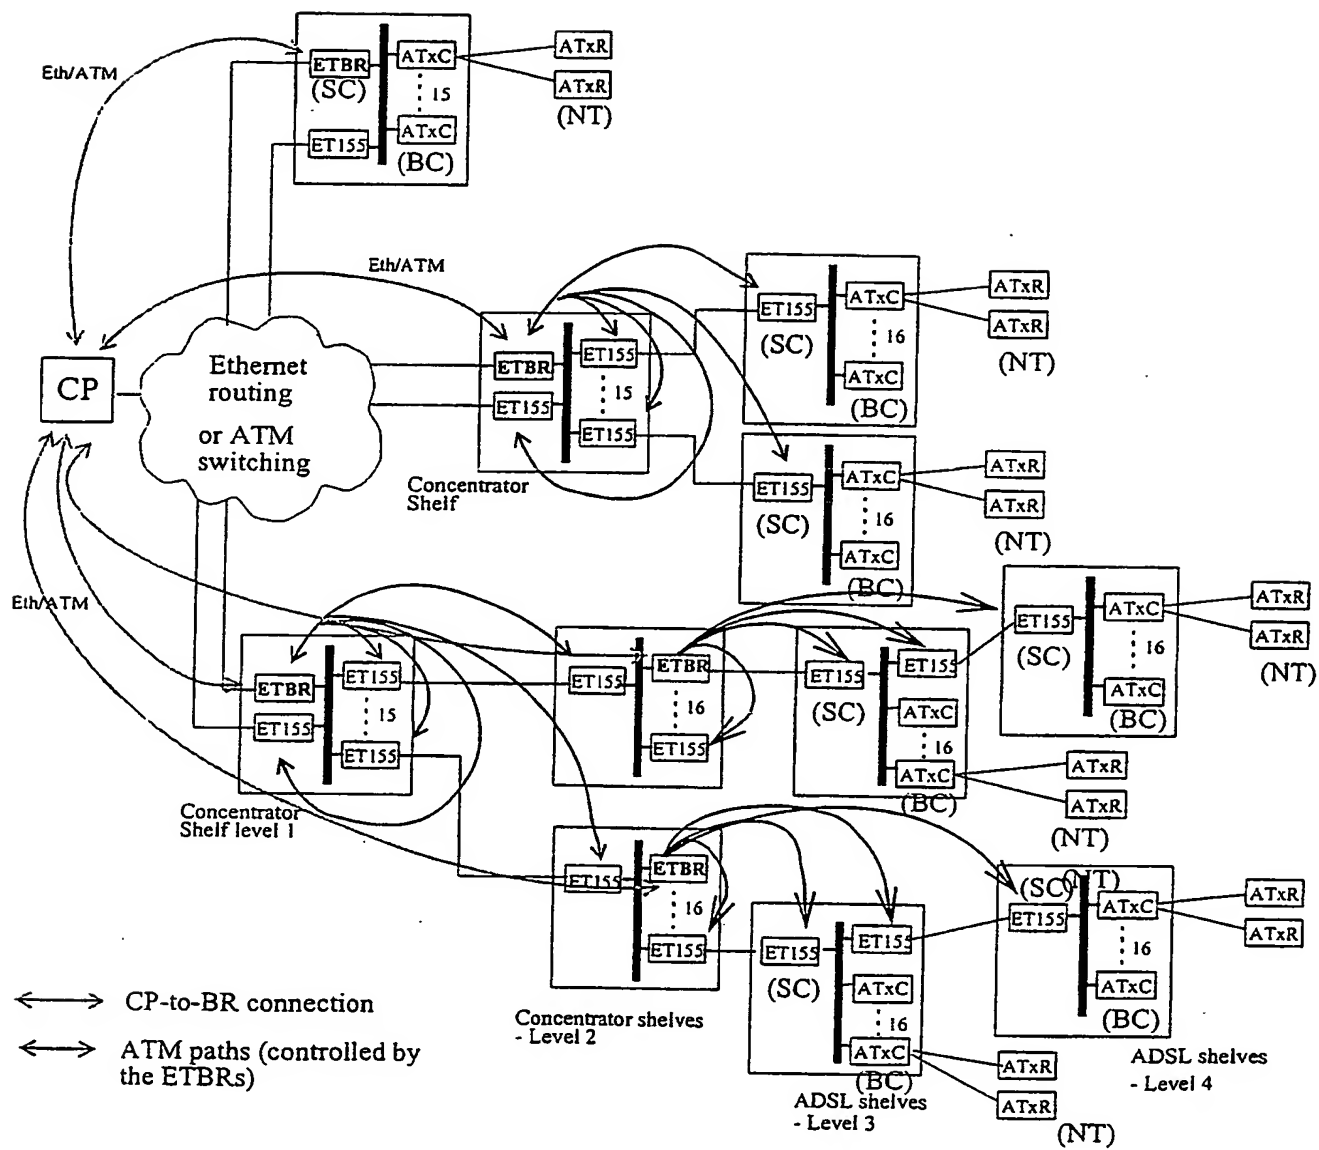 Eth/ATM
ETBR
(SC)
ET155
ATxC
15
ATxC
(BC)
ATxR
ATxR
(NT)
Eth/ATM
CP
Ethernet
routing
or ATM
switching
ETBR
ET155
ET155
15
ET155
Concentrator
Shelf
ET155
(SC)
ATxC
16
ATxC
(BC)
ATxR
ATxR
(NT)
ET155
(SC)
ATxC
16
ATxC
(BC)
ATxR
ATxR
(NT)
Eth/ATM
ETBR
ET155
ET155
15
ET155
Concentrator
Shelf level 1
ET155
ETBR
16
ET155
ET155
(SC)
ET155
ATxC
16
ATxC
(BC)
ATxR
ATxR
(NT)
ET155
(SC)
ATxC
16
ATxC
(BC)
ATxR
ATxR
(NT)
ET155
ETBR
16
ET155
Concentrator shelves
- Level 2
ET155
(SC)
ET155
ATxC
16
ATxC
(BC)
ATxR
ATxR
(NT)
ADSL shelves
- Level 3
(SC)
(NT)
ET155
ATxC
16
ATxC
(BC)
ATxR
ATxR
ADSL shelves
- Level 4
CP-to-BR connection
ATM paths (controlled by
the ETBRs)